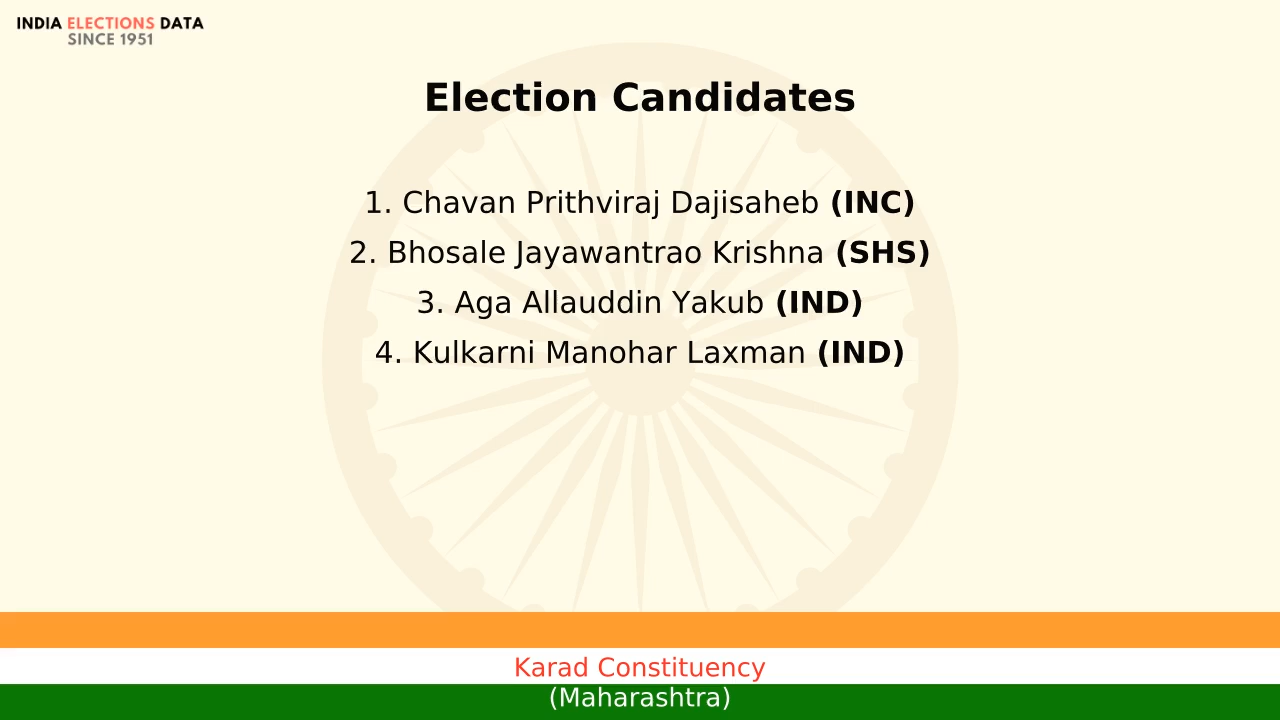 INDIA ELECTIONS DATA
SINCE 1951
Election Candidates
1. Chavan Prithviraj Dajisaheb (INC)
2. Bhosale Jayawantrao Krishna (SHS)
3. Aga Allauddin Yakub (IND)
4. Kulkarni Manohar Laxman (IND)
Karad Constituency
(Maharashtra)